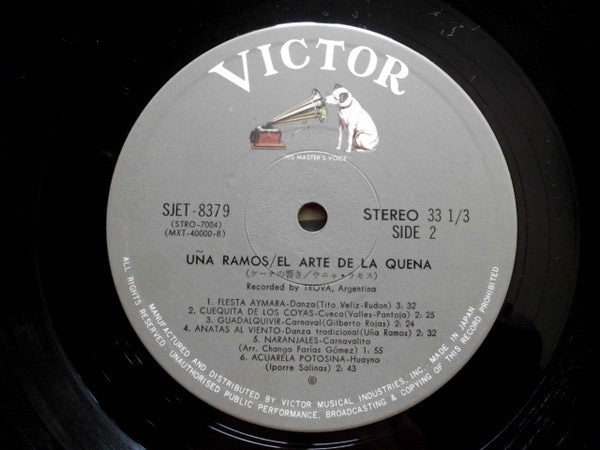 VICTOR
HIS MASTER'S VOICE
SJET-8379
(STRO-7004)
(MXT-40000-B)
STEREO 33 1/3
SIDE 2
UÑA RAMOS/EL ARTE DE LA QUENA
(ケーナの響き/ウニャ・ラモス)
Recorded by TROVA, Argentina
1. FIESTA AYMARA-Danza(Tito Veliz-Rudon) 3: 32
2. CUEQUITA DE LOS COYAS-Cueca(Valles-Pantoja) 2: 25
3. GUADALQUIVIR-Carnaval(Gilberto Rojas) 2: 24
4. ANATAS AL VIENTO-Danza tradicional(Uña Ramos) 2: 32
5. NARANJALES-Carnavalito
(Arr. Chango Farias Gómez) 1: 55
6. ACUARELA POTOSINA-Huayno
(Iporre Salinas) 2: 43
MANUFACTURED AND DISTRIBUTED BY VICTOR MUSICAL INDUSTRIES, INC. MADE IN JAPAN
ALL RIGHTS RESERVED. UNAUTHORISED PUBLIC PERFORMANCE, BROADCASTING & COPYING OF THIS RECORD PROHIBITED